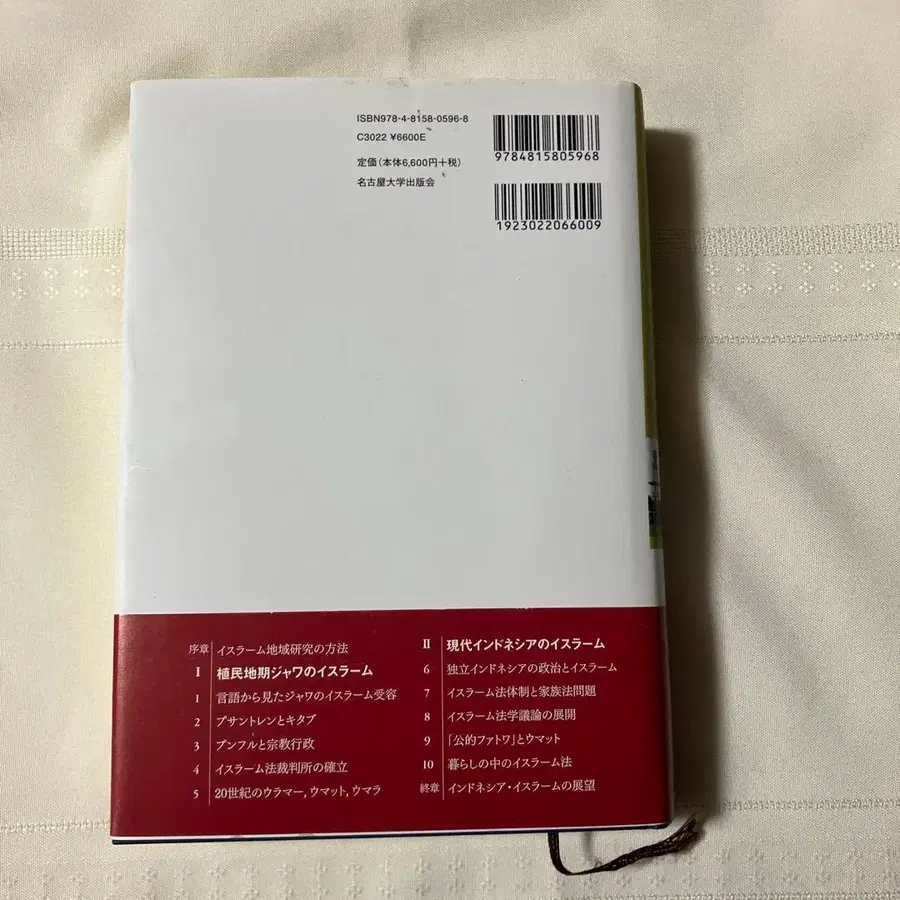 ISBN978-4-8158-0596-8
C3022 ¥6600E
定価(本体6,600円+税)
名古屋大学出版会
9784815805968
1923022066009
序章 イスラーム地域研究の方法
I 植民地期ジャワのイスラーム
1 言語から見たジャワのイスラーム受容
2 プサントレンとキタブ
3 プンフルと宗教行政
4 イスラーム法裁判所の確立
5 20世紀のウラマー,ウマット,ウマラ
II 現代インドネシアのイスラーム
6 独立インドネシアの政治とイスラーム
7 イスラーム法体制と家族法問題
8 イスラーム法学議論の展開
9 「公的ファトワ」とウマット
10 暮らしの中のイスラーム法
終章 インドネシア・イスラームの展望